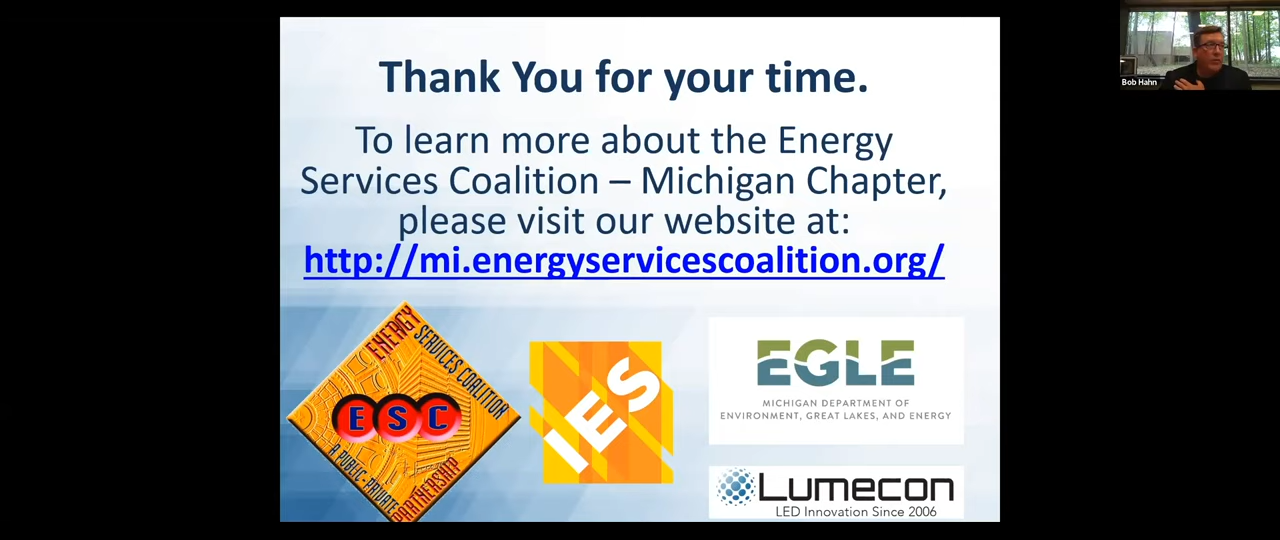 Thank You for your time.
To learn more about the Energy
Services Coalition – Michigan Chapter,
please visit our website at:
http://mi.energyservicescoalition.org/
ENERGY
SERVICES COALITION
ESC
A PUBLIC-PRIVATE
PARTNERSHIP
IES
EGLE
MICHIGAN DEPARTMENT OF
ENVIRONMENT, GREAT LAKES, AND ENERGY
Lumecon
LED Innovation Since 2006
Bob Hahn